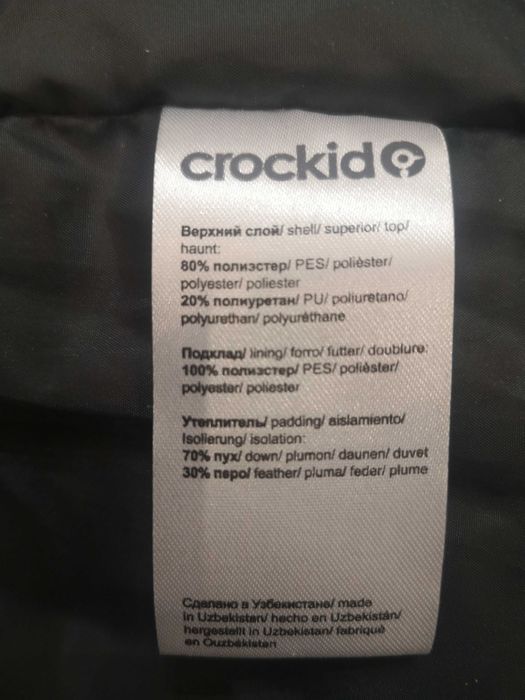 crockid
Верхний слой/ shell/ superior/ top/
haunt:
80% полиэстер/ PES/ polièster/
polyester/ poliester
20% полиуретан/ PU/ poliuretano/
polyurethan/ polyuréthane
Подклад/ lining/ forro/ futter/ doublure:
100% полиэстер/ PES/ polièster/
polyester/ poliester
Утеплитель/ padding/ aislamiento/
Isolierung/ isolation:
70% пух/ down/ plumon/ daunen/ duvet
30% перо/ feather/ pluma/ feder/ plume
Сделано в Узбекистане/ made
in Uzbekistan/ hecho en Uzbekistán/
hergestellt in Uzbekistan/ fabriqué
en Ouzbékistan